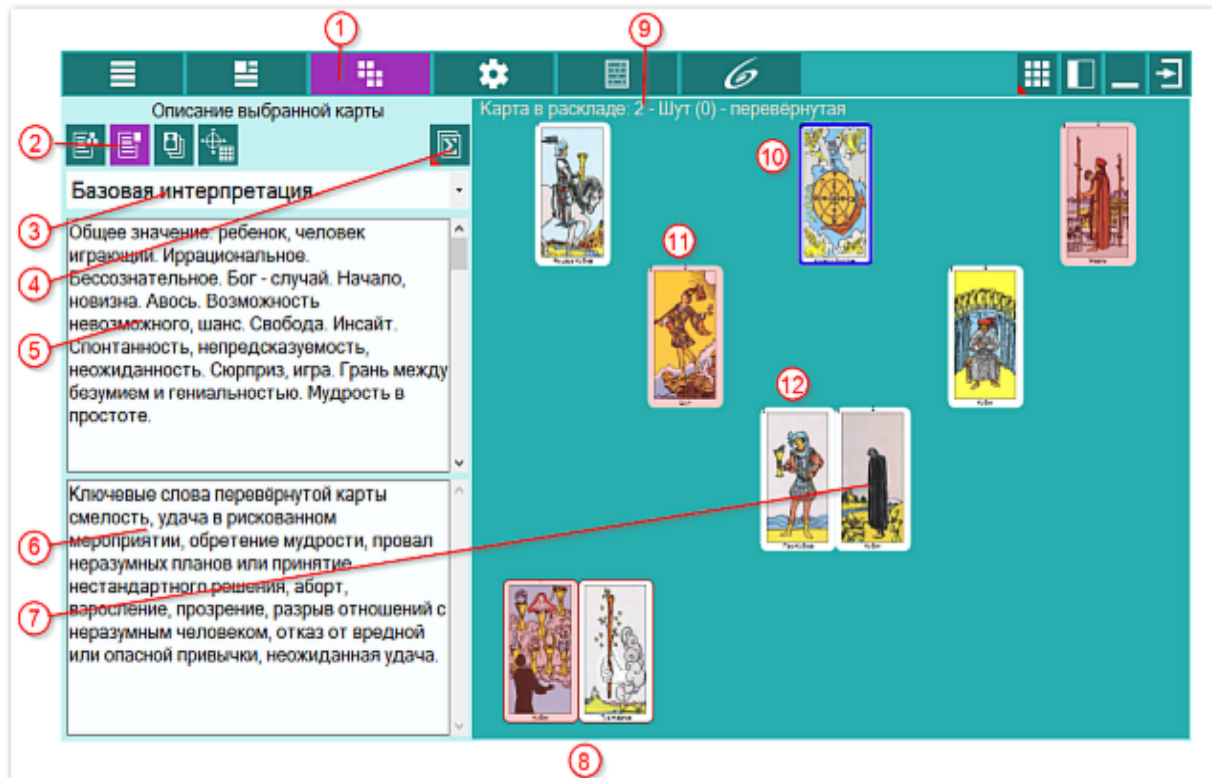 1
9
Описание выбранной карты
Карта в раскладе: 2 - Шут (0) - перевёрнутая
2
10
Базовая интерпретация
3
11
Общее значение: ребенок, человек
играющий. Иррациональное.
Бессознательное. Бог - случай. Начало,
новизна. Авось. Возможность
невозможного, шанс. Свобода. Инсайт.
Спонтанность, непредсказуемость,
неожиданность. Сюрприз, игра. Грань между
безумием и гениальностью. Мудрость в
простоте.
4
5
12
Ключевые слова перевёрнутой карты
смелость, удача в рискованном
мероприятии, обретение мудрости, провал
неразумных планов или принятие
нестандартного решения, аборт,
взросление, прозрение, разрыв отношений с
неразумным человеком, отказ от вредной
или опасной привычки, неожиданная удача.
6
7
8